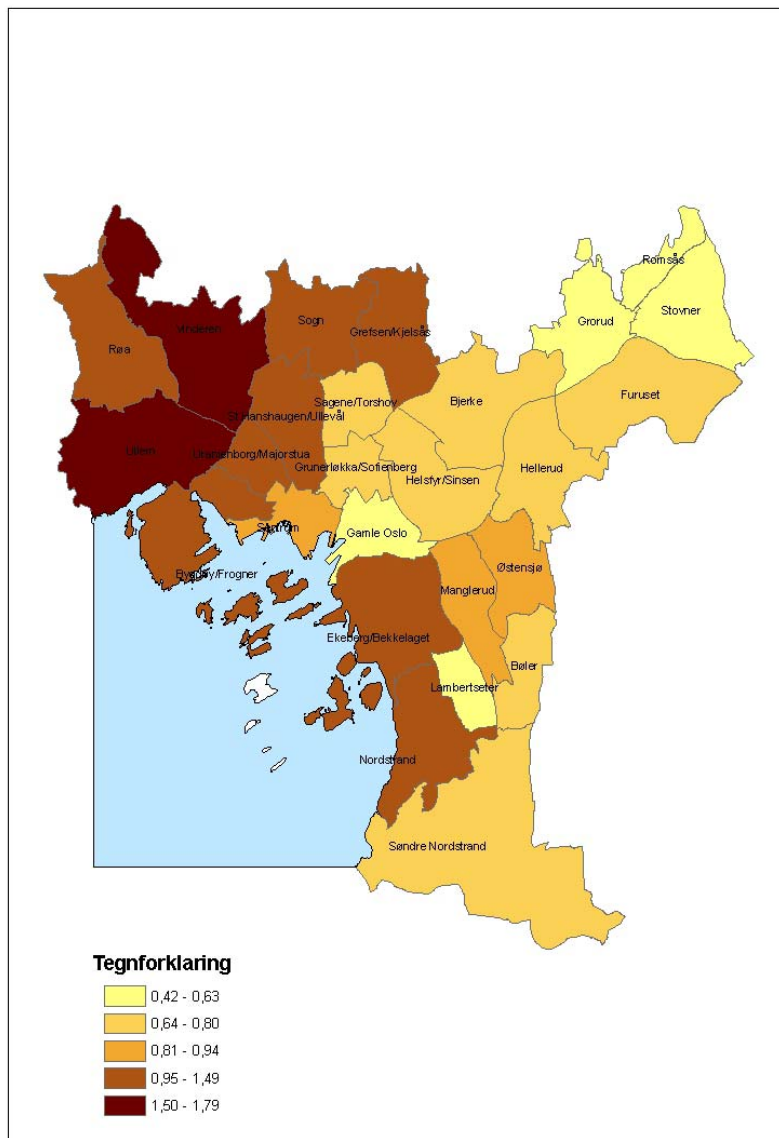 Romsås
Stovner
Grorud
Vinderen
Sogn
Grefsen/Kjelsås
Røa
Furuset
Bjerke
Sagene/Torshov
St.Hanshaugen/Ullevål
Ullern
Uranienborg/Majorstua
Grunerløkka/Sofienberg
Hellerud
Helsfyr/Sinsen
Sentrum
Gamle Oslo
Østensjø
Bygdøy/Frogner
Manglerud
Ekeberg/Bekkelaget
Bøler
Lambertseter
Nordstrand
Søndre Nordstrand
Tegnforklaring
0,42 - 0,63
0,64 - 0,80
0,81 - 0,94
0,95 - 1,49
1,50 - 1,79